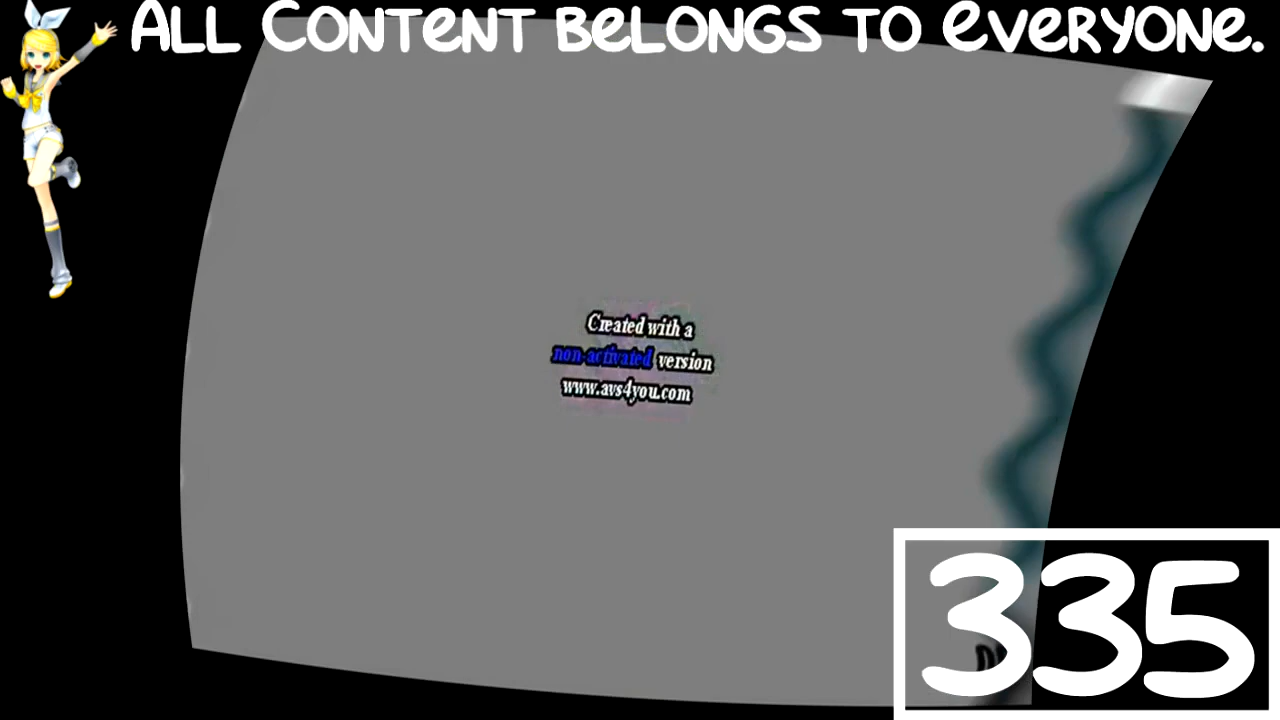 ALL CONTENT BELONGS TO EVERYONE.
Created with a
non-activated version
www.avs4you.com
335